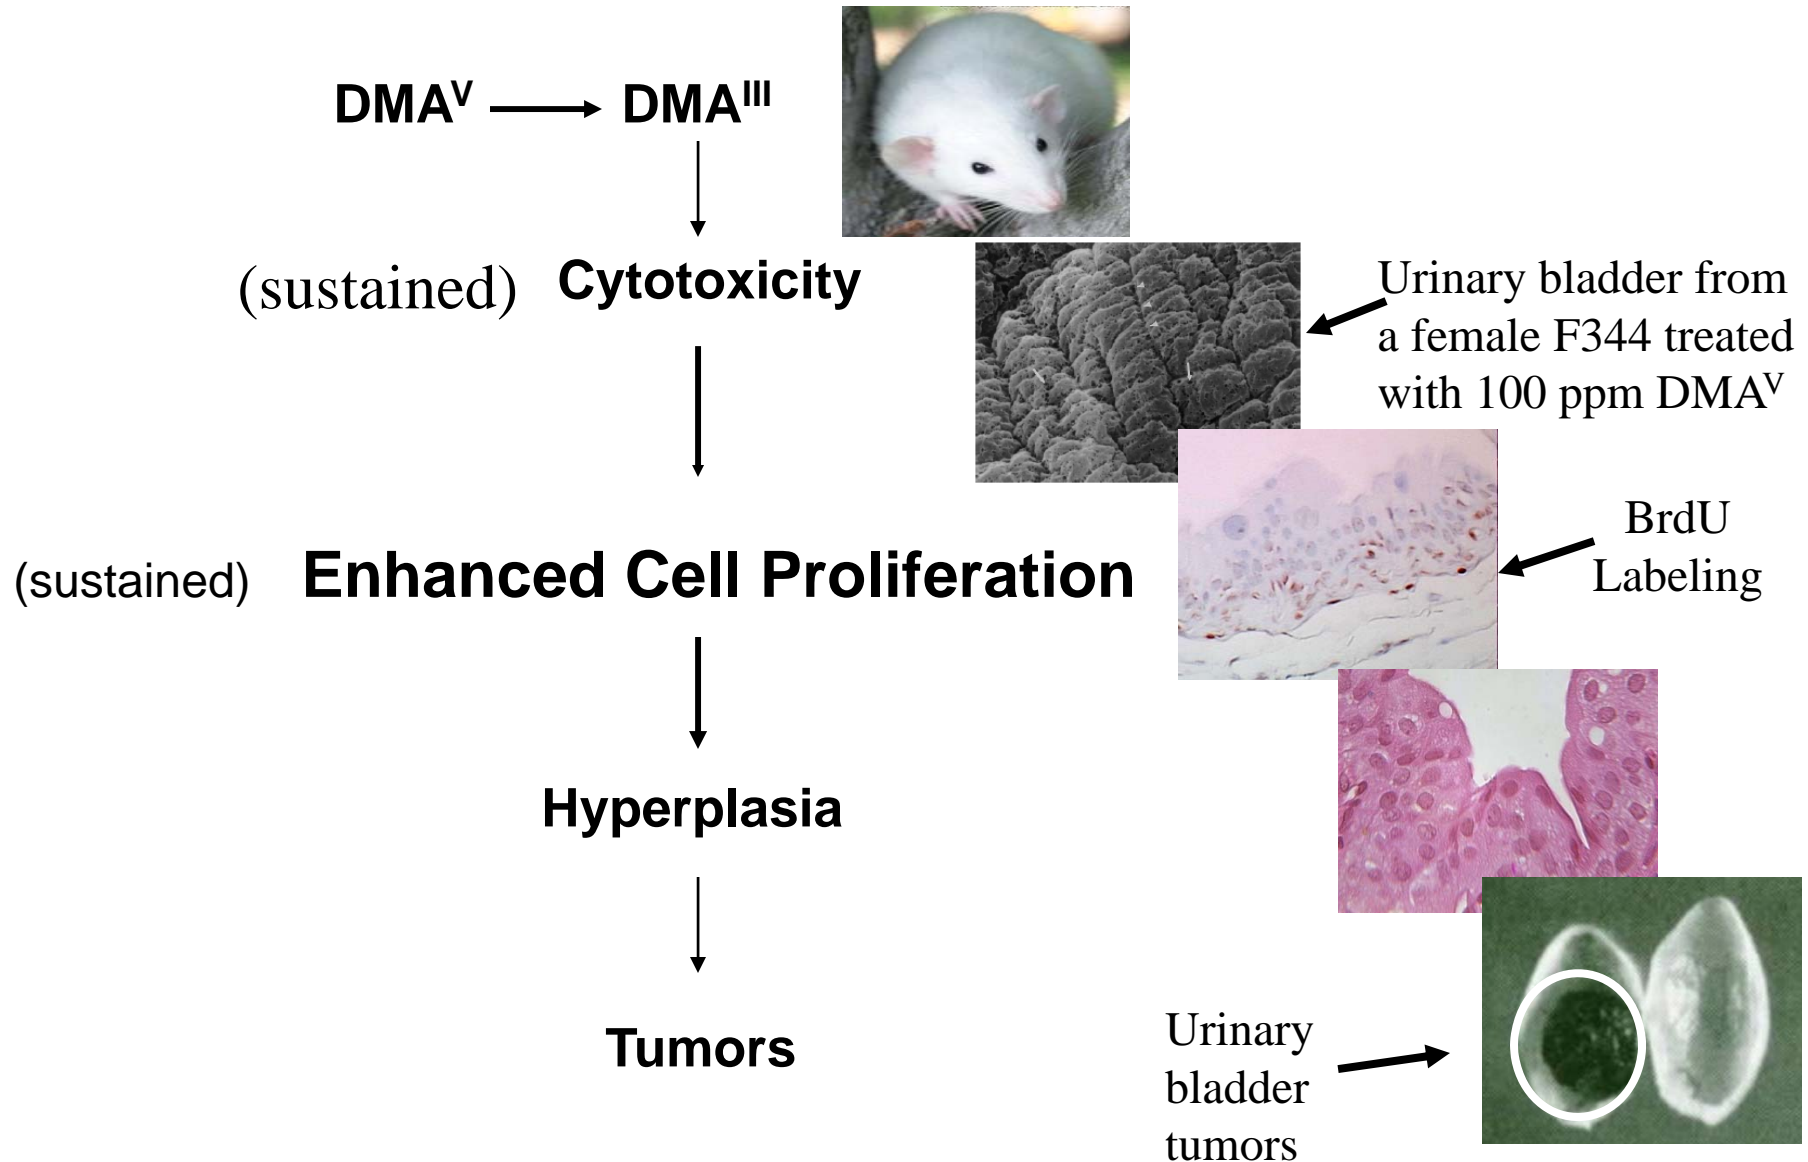 DMAⱽ DMAᴵᴵᴵ
(sustained) Cytotoxicity
Urinary bladder from
a female F344 treated
with 100 ppm DMAⱽ
(sustained) Enhanced Cell Proliferation
BrdU
Labeling
Hyperplasia
Tumors
Urinary
bladder
tumors